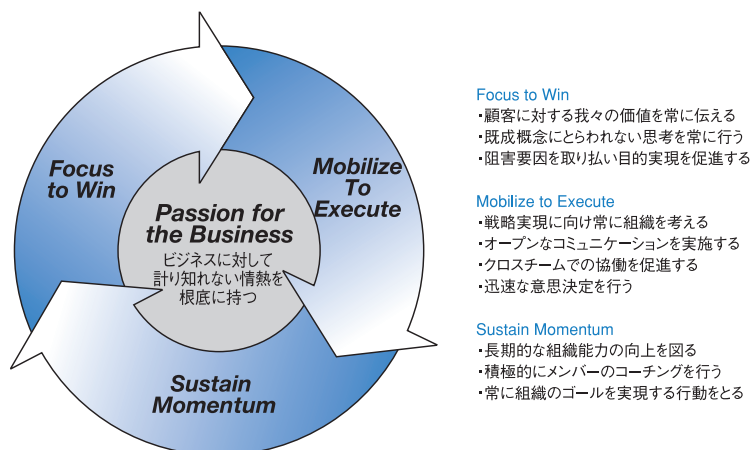 Focus
to Win
Mobilize
To
Execute
Passion for
the Business
ビジネスに対して
計り知れない情熱を
根底に持つ
Sustain
Momentum
Focus to Win
・顧客に対する我々の価値を常に伝える
・既成概念にとらわれない思考を常に行う
・阻害要因を取り払い目的実現を促進する
Mobilize to Execute
・戦略実現に向け常に組織を考える
・オープンなコミュニケーションを実施する
・クロスチームでの協働を促進する
・迅速な意思決定を行う
Sustain Momentum
・長期的な組織能力の向上を図る
・積極的にメンバーのコーチングを行う
・常に組織のゴールを実現する行動をとる